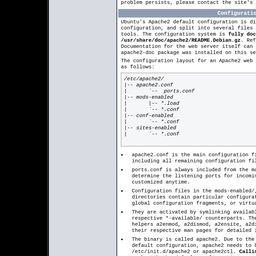 problem persists, please contact the site's
Configurati
Ubuntu's Apache2 default configuration is di
configuration, and split into several files
tools. The configuration system is fully doc
/usr/share/doc/apache2/README.Debian.gz. Ref
Documentation for the web server itself can
apache2-doc package was installed on this se
The configuration layout for an Apache2 web
as follows:
/etc/apache2/
|-- apache2.conf
|       `--  ports.conf
|-- mods-enabled
|       |-- *.load
|       `-- *.conf
|-- conf-enabled
|       `-- *.conf
|-- sites-enabled
|       `-- *.conf
• apache2.conf is the main configuration fi
including all remaining configuration fil
• ports.conf is always included from the ma
determine the listening ports for incomin
customized anytime.
• Configuration files in the mods-enabled/,
directories contain particular configurat
global configuration fragments, or virtua
• They are activated by symlinking availabl
respective *-available/ counterparts. The
helpers a2enmod, a2dismod, a2ensite, a2di
their respective man pages for detailed i
• The binary is called apache2. Due to the
default configuration, apache2 needs to b
/etc/init.d/apache2 or apache2ctl. Callin